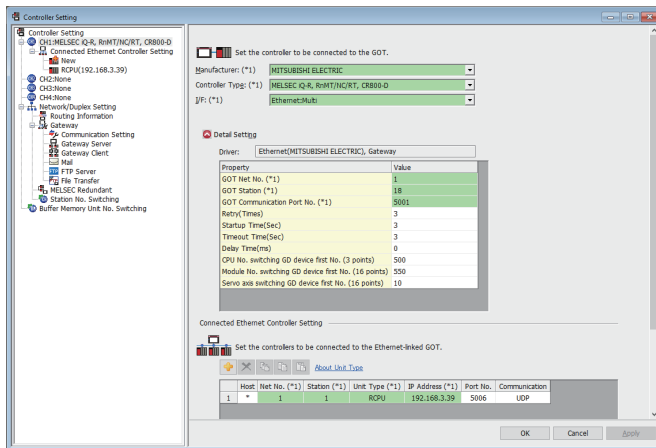 Controller Setting
Controller Setting
CH1:MELSEC iQ-R, RnMT/NC/RT, CR800-D
Connected Ethernet Controller Setting
New
RCPU(192.168.3.39)
CH2:None
CH3:None
CH4:None
Network/Duplex Setting
Routing Information
Gateway
Communication Setting
Gateway Server
Gateway Client
Mail
FTP Server
File Transfer
MELSEC Redundant
Station No. Switching
Buffer Memory Unit No. Switching
Set the controller to be connected to the GOT.
Manufacturer: (*1) MITSUBISHI ELECTRIC
Controller Type: (*1) MELSEC iQ-R, RnMT/NC/RT, CR800-D
I/F: (*1) Ethernet:Multi
Detail Setting
Driver: Ethernet(MITSUBISHI ELECTRIC), Gateway
Property Value
GOT Net No. (*1) 1
GOT Station (*1) 18
GOT Communication Port No. (*1) 5001
Retry(Times) 3
Startup Time(Sec) 3
Timeout Time(Sec) 3
Delay Time(ms) 0
CPU No. switching GD device first No. (3 points) 500
Module No. switching GD device first No. (16 points) 550
Servo axis switching GD device first No. (16 points) 10
Connected Ethernet Controller Setting
Set the controllers to be connected to the Ethernet-linked GOT.
About Unit Type
Host Net No. (*1) Station (*1) Unit Type (*1) IP Address (*1) Port No. Communication
1 * 1 1 RCPU 192.168.3.39 5006 UDP
OK Cancel Apply